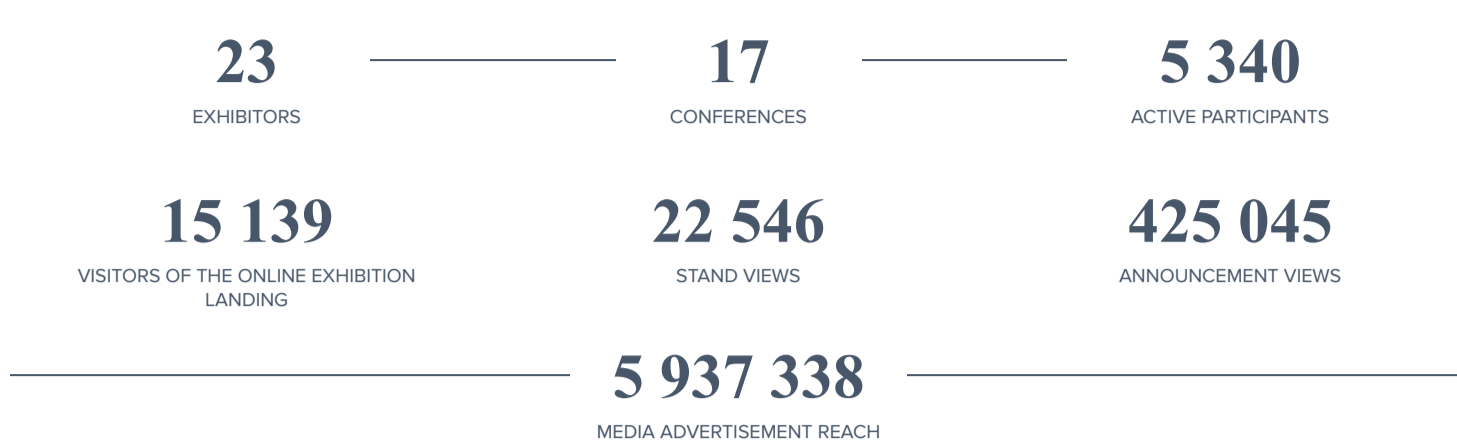 23
17
5 340
EXHIBITORS
CONFERENCES
ACTIVE PARTICIPANTS
15 139
22 546
425 045
VISITORS OF THE ONLINE EXHIBITION
LANDING
STAND VIEWS
ANNOUNCEMENT VIEWS
5 937 338
MEDIA ADVERTISEMENT REACH